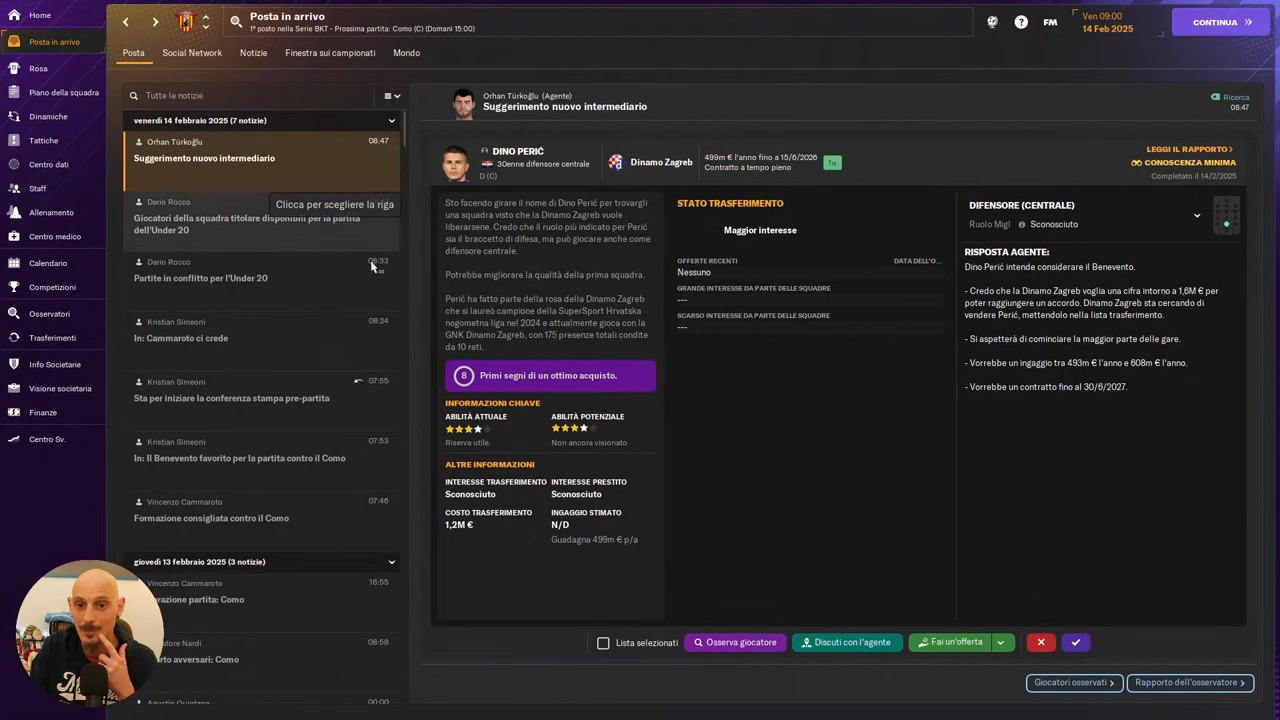 Home
Posta in arrivo
Rosa
Piano della squadra
Dinamiche
Tattiche
Centro dati
Staff
Allenamento
Centro medico
Calendario
Competizioni
Osservatori
Trasferimenti
Info Societarie
Visione societaria
Finanze
Centro Sv.
Posta in arrivo
1º posto nella Serie BKT - Prossima partita: Como (C) (Domani 15:00)
FM
Ven 09:00
14 Feb 2025
CONTINUA
Posta
Social Network
Notizie
Finestra sui campionati
Mondo
Tutte le notizie
venerdì 14 febbraio 2025 (7 notizie)
Orhan Türkoğlu
08:47
Suggerimento nuovo intermediario
Dario Rocco
Clicca per scegliere la riga
Giocatori della squadra titolare disponibili per la partita
dell'Under 20
Dario Rocco
08:33
Partite in conflitto per l'Under 20
Kristian Simeoni
08:24
In: Cammaroto ci crede
Kristian Simeoni
07:55
Sta per iniziare la conferenza stampa pre-partita
Kristian Simeoni
07:53
In: Il Benevento favorito per la partita contro il Como
Vincenzo Cammaroto
07:46
Formazione consigliata contro il Como
giovedì 13 febbraio 2025 (3 notizie)
Vincenzo Cammaroto
16:55
partita: Como
Nardi
08:58
avversari: Como
Agustín Quintana
00:00
Orhan Türkoğlu (Agente)
Suggerimento nuovo intermediario
Ricerca
08:47
DINO PERIĆ
30enne difensore centrale
D (C)
Dinamo Zagreb
499m € l'anno fino a 15/6/2026
Contratto a tempo pieno
Tre
LEGGI IL RAPPORTO
CONOSCENZA MINIMA
Completato il 14/2/2025
Sto facendo girare il nome di Dino Perić per trovargli
una squadra visto che la Dinamo Zagreb vuole
liberarsene. Credo che il ruolo più indicato per Perić
sia il braccetto di difesa, ma può giocare anche come
difensore centrale.
Potrebbe migliorare la qualità della prima squadra.
Perić ha fatto parte della rosa della Dinamo Zagreb
che si laureò campione della SuperSport Hrvatska
nogometna liga nel 2024 e attualmente gioca con la
GNK Dinamo Zagreb, con 175 presenze totali condite
da 10 reti.
8 Primi segni di un ottimo acquisto.
INFORMAZIONI CHIAVE
ABILITÀ ATTUALE
ABILITÀ POTENZIALE
Riserva utile.
Non ancora visionato
ALTRE INFORMAZIONI
INTERESSE TRASFERIMENTO
INTERESSE PRESTITO
Sconosciuto
Sconosciuto
COSTO TRASFERIMENTO
INGAGGIO STIMATO
1,2M €
N/D
Guadagna 499m € p/a
STATO TRASFERIMENTO
Maggior interesse
OFFERTE RECENTI
DATA DELL'O...
Nessuno
GRANDE INTERESSE DA PARTE DELLE SQUADRE
---
SCARSO INTERESSE DA PARTE DELLE SQUADRE
---
DIFENSORE (CENTRALE)
Ruolo Migl
Sconosciuto
RISPOSTA AGENTE:
Dino Perić intende considerare il Benevento.
- Credo che la Dinamo Zagreb voglia una cifra intorno a 1,6M € per
poter raggiungere un accordo. Dinamo Zagreb sta cercando di
vendere Perić, mettendolo nella lista trasferimento.
- Si aspetterà di cominciare la maggior parte delle gare.
- Vorrebbe un ingaggio tra 493m € l'anno e 608m € l'anno.
- Vorrebbe un contratto fino al 30/6/2027.
Lista selezionati
Osserva giocatore
Discuti con l'agente
Fai un'offerta
Giocatori osservati
Rapporto dell'osservatore